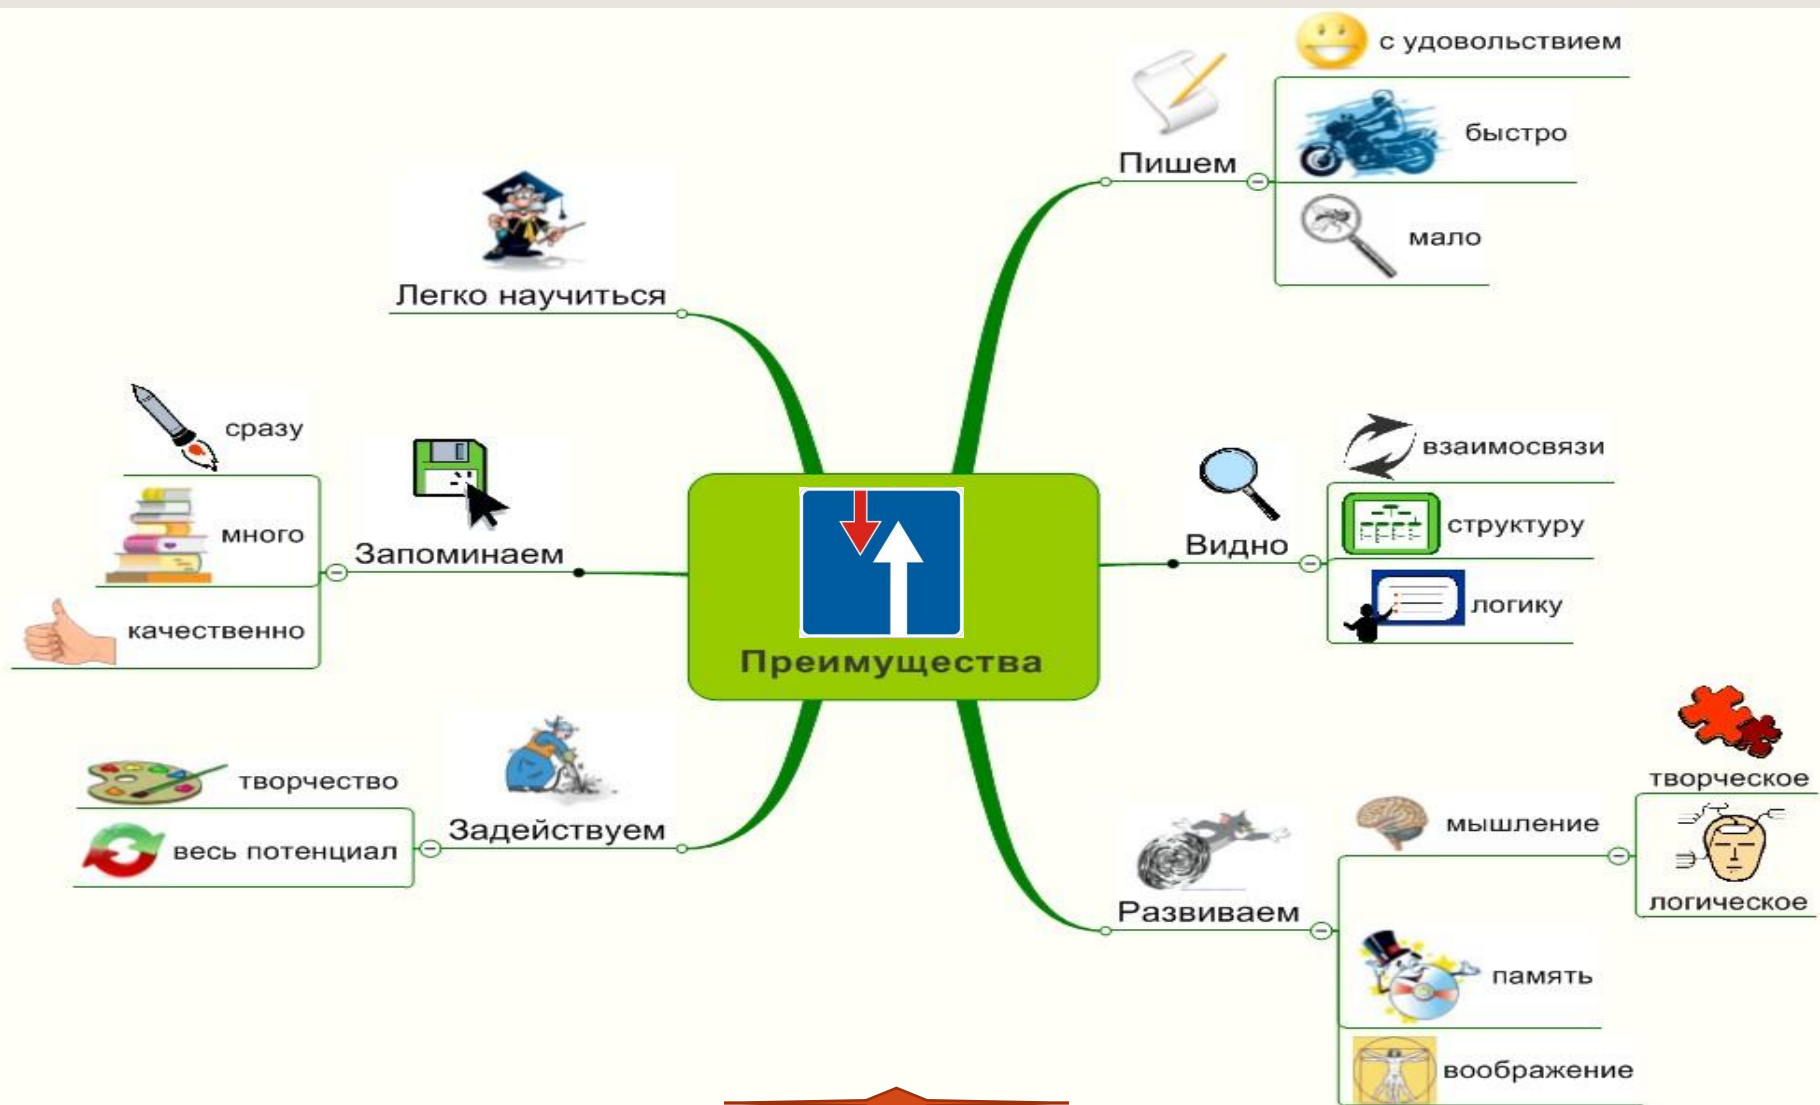 с удовольствием
быстро
Пишем
мало
Легко научиться
сразу
много
Запоминаем
качественно
взаимосвязи
Видно
структуру
логику
Преимущества
творчество
Задействуем
весь потенциал
творческое
мышление
логическое
Развиваем
память
воображение